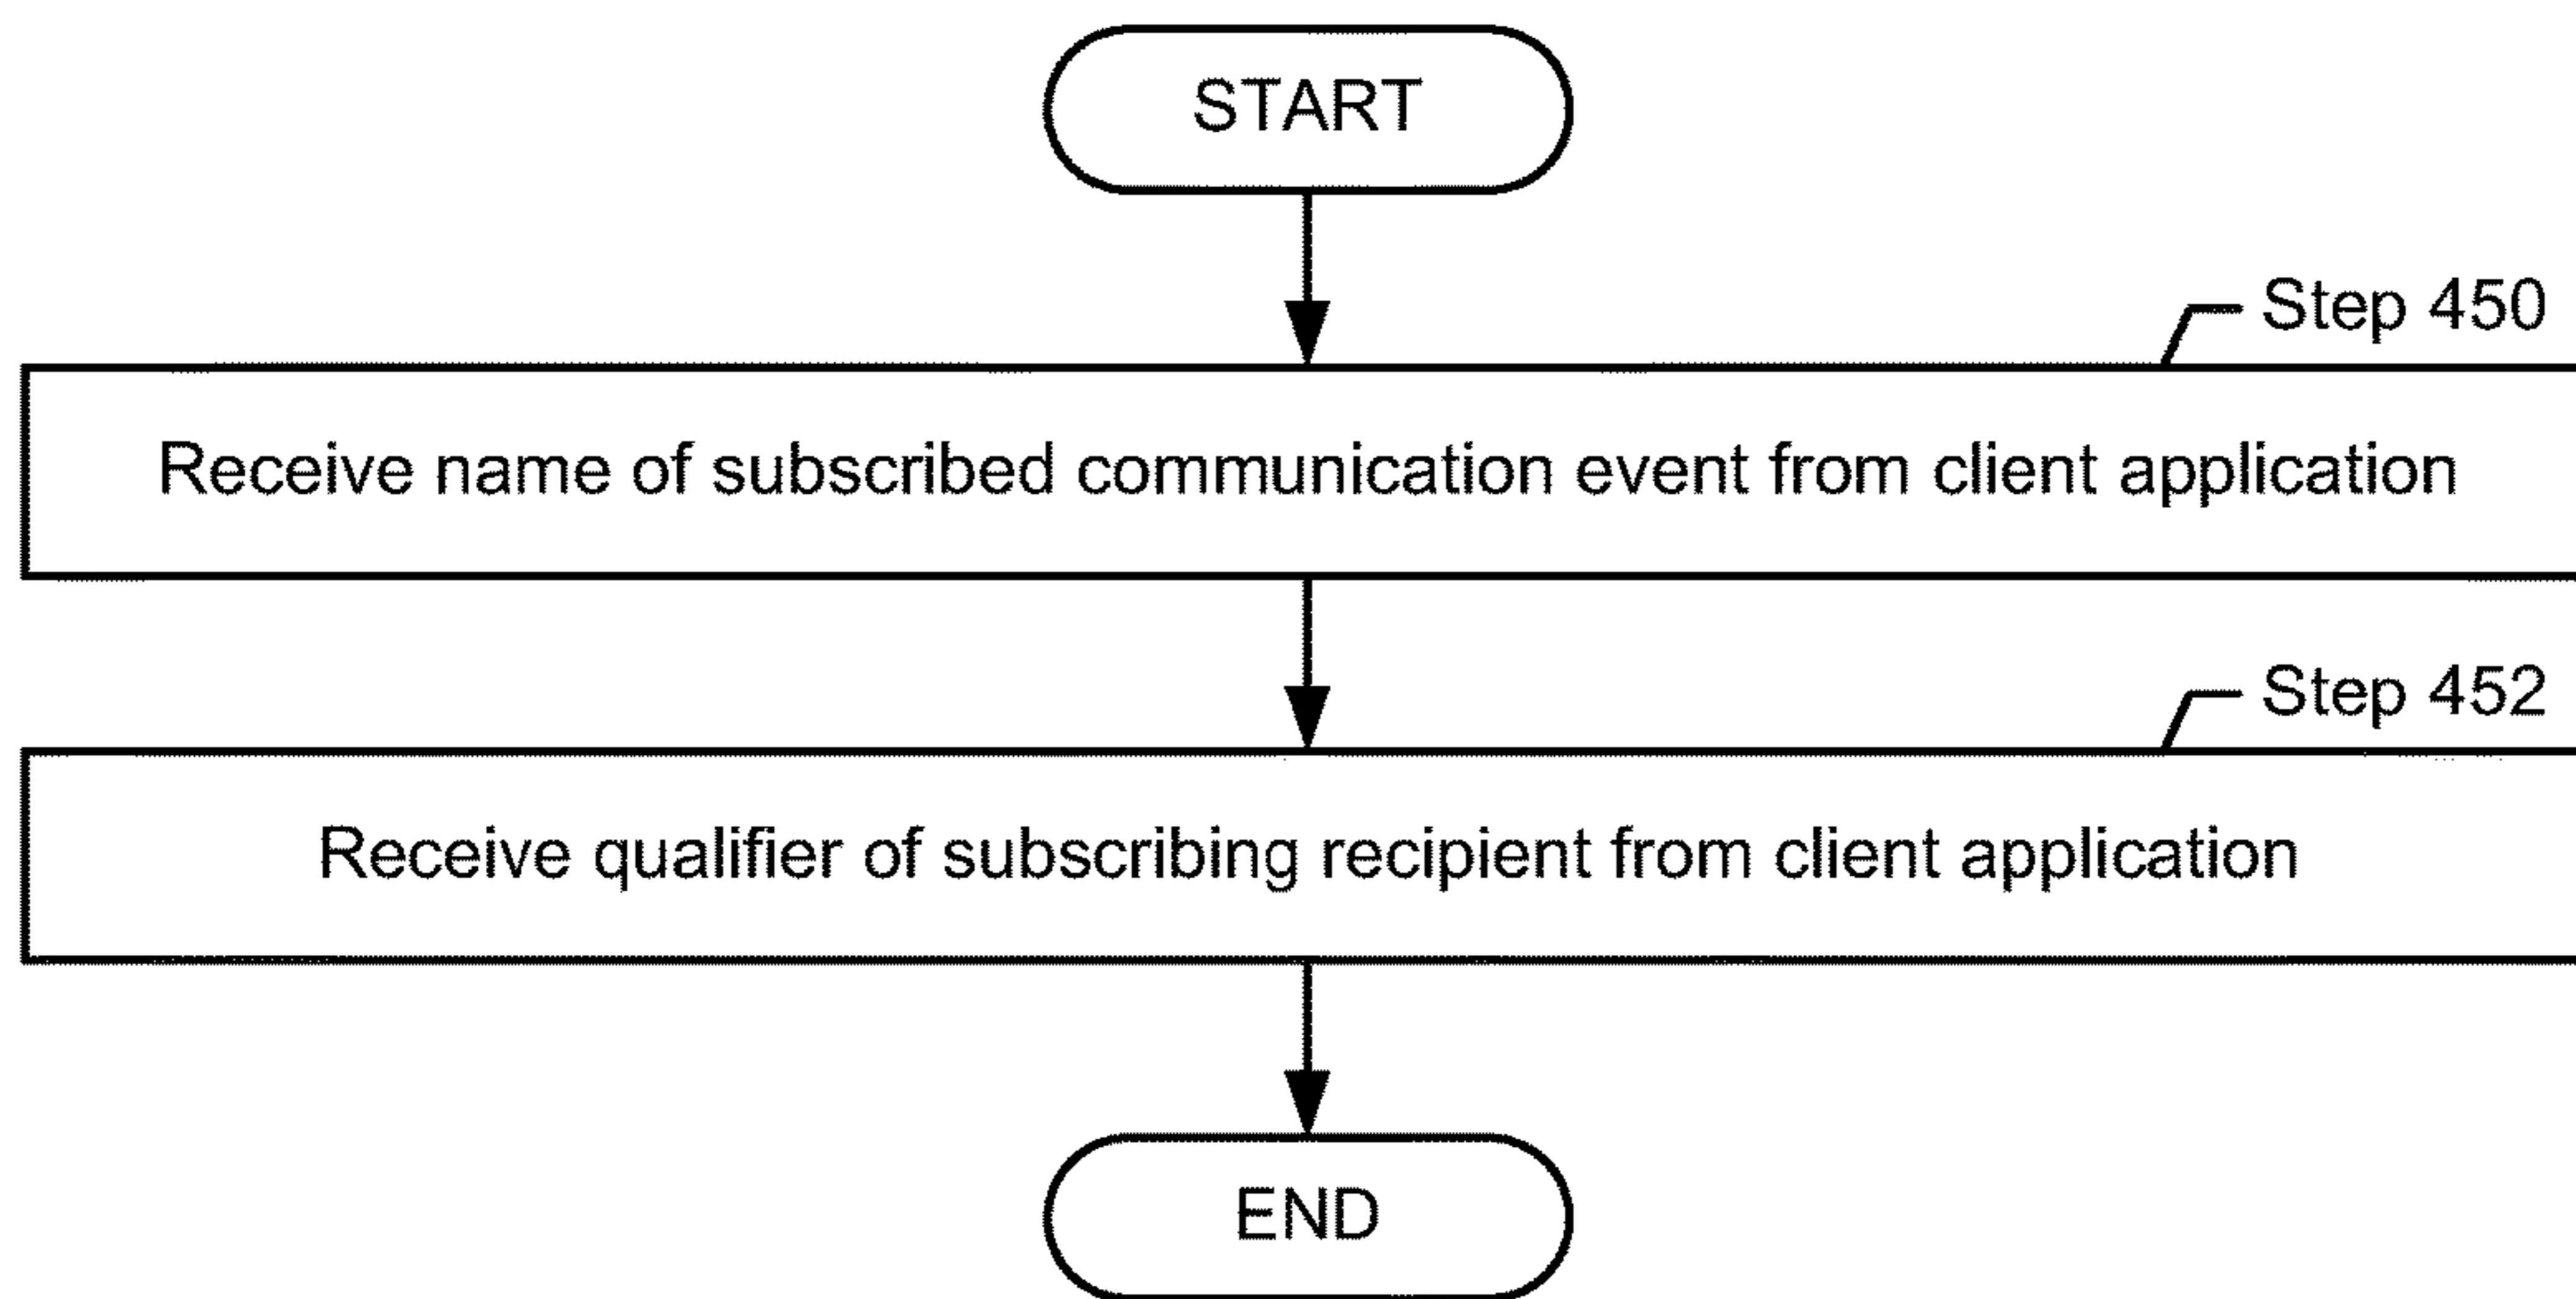 START
Step 450
Receive name of subscribed communication event from client application
Step 452
Receive qualifier of subscribing recipient from client application
END